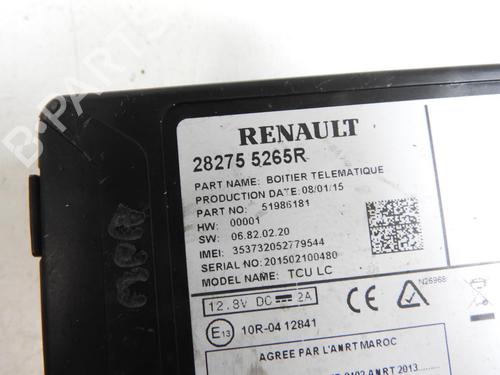 RENAULT
28275 5265R
PART NAME: BOITIER TELEMATIQUE
PRODUCTION DATE: 08/01/15
PART NO: 51986181
HW: 00001
SW: 06.82.02.20
IMEI: 353732052779544
SERIAL NO: 201502100480
MODEL NAME: TCU LC
N26968
12.8V DC 2A
CE
E13 10R-04 12841
AGREE PAR L'ANRT MAROC
ANRT 2013
B-PARTS